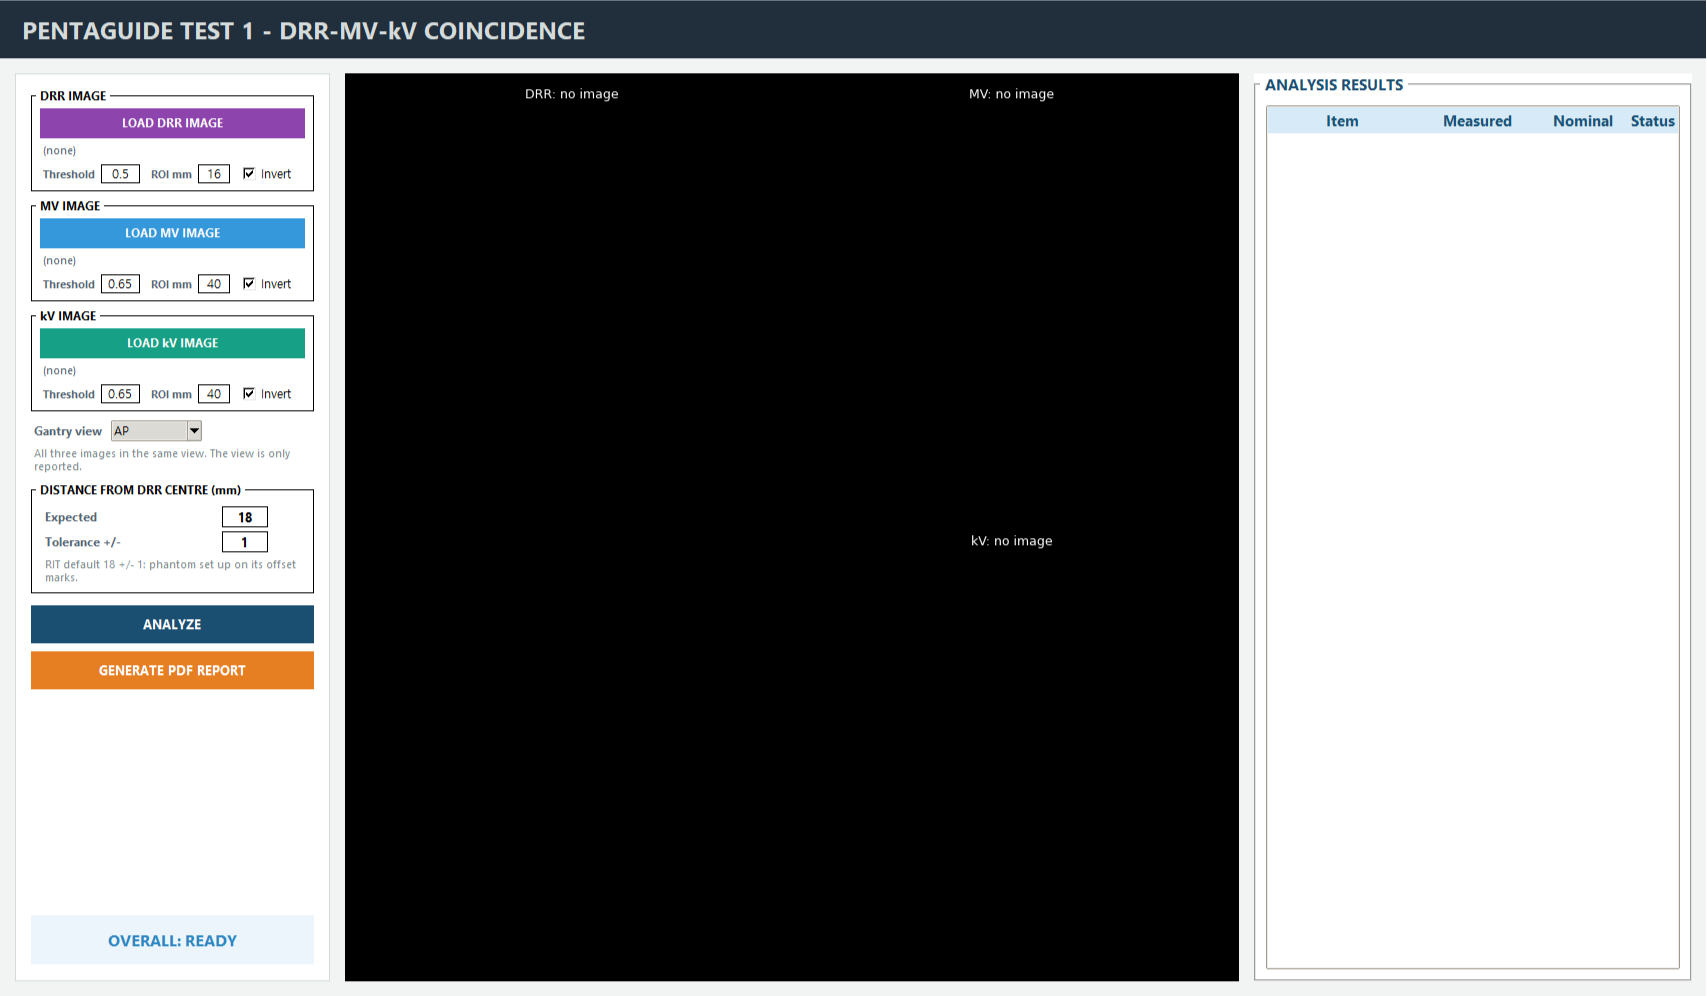 PENTAGUIDE TEST 1 - DRR-MV-kV COINCIDENCE
DRR IMAGE
LOAD DRR IMAGE
(none)
Threshold 0.5 ROI mm 16 Invert
MV IMAGE
LOAD MV IMAGE
(none)
Threshold 0.65 ROI mm 40 Invert
kV IMAGE
LOAD kV IMAGE
(none)
Threshold 0.65 ROI mm 40 Invert
Gantry view AP
All three images in the same view. The view is only
reported.
DISTANCE FROM DRR CENTRE (mm)
Expected 18
Tolerance +/- 1
RIT default 18 +/- 1: phantom set up on its offset
marks.
ANALYZE
GENERATE PDF REPORT
OVERALL: READY
DRR: no image
MV: no image
kV: no image
ANALYSIS RESULTS
Item Measured Nominal Status